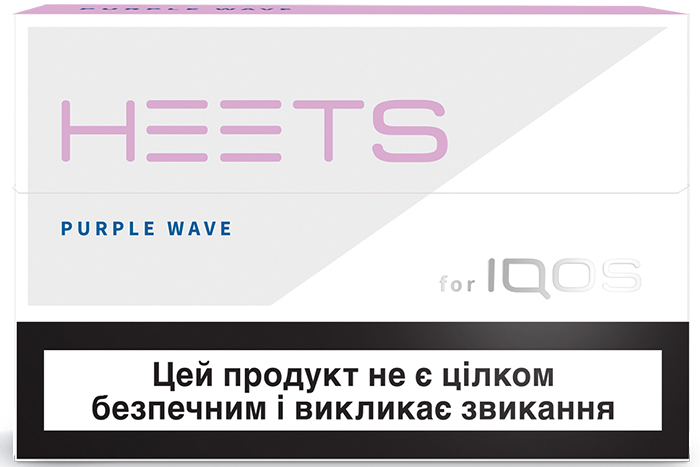 PURPLE WAVE
HEETS
PURPLE WAVE
for IQOS
Цей продукт не є цілком
безпечним і викликає звикання